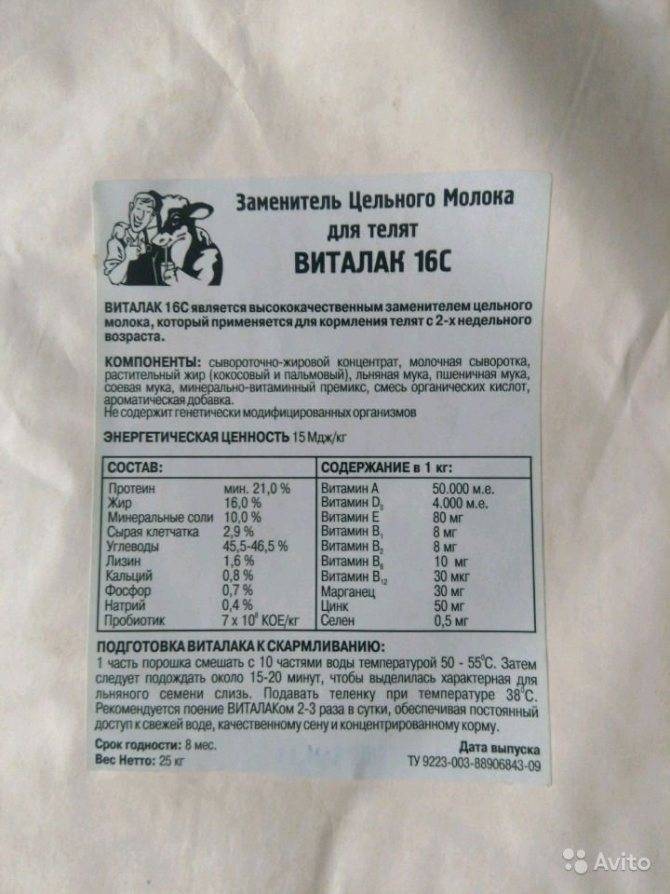 Заменитель Цельного Молока
для телят
ВИТАЛАК 16С
ВИТАЛАК 16С является высококачественным заменителем цельного
молока, который применяется для кормления телят с 2-х недельного
возраста.
КОМПОНЕНТЫ: сывороточно-жировой концентрат, молочная сыворотка,
растительный жир (кокосовый и пальмовый), льняная мука, пшеничная мука,
соевая мука, минерально-витаминный премикс, смесь органических кислот,
ароматическая добавка.
Не содержит генетически модифицированных организмов
ЭНЕРГЕТИЧЕСКАЯ ЦЕННОСТЬ 15 Мдж/кг
СОСТАВ:
Протеин мин. 21,0 %
Жир 16,0 %
Минеральные соли 10,0 %
Сырая клетчатка 2,9 %
Углеводы 45,5-46,5 %
Лизин 1,6 %
Кальций 0,8 %
Фосфор 0,7 %
Натрий 0,4 %
Пробиотик 7 х 10⁸ КОЕ/кг
СОДЕРЖАНИЕ в 1 кг:
Витамин А 50.000 м.е.
Витамин D₃ 4.000 м.е.
Витамин Е 80 мг
Витамин В₁ 8 мг
Витамин В₂ 8 мг
Витамин В₆ 10 мг
Витамин В₁₂ 30 мкг
Марганец 30 мг
Цинк 50 мг
Селен 0,5 мг
ПОДГОТОВКА ВИТАЛАКА К СКАРМЛИВАНИЮ:
1 часть порошка смешать с 10 частями воды температурой 50 - 55°С. Затем
следует подождать около 15-20 минут, чтобы выделилась характерная для
льняного семени слизь. Подавать теленку при температуре 38°С.
Рекомендуется поение ВИТАЛАКом 2-3 раза в сутки, обеспечивая постоянный
доступ к свежей воде, качественному сену и концентрированному корму.
Срок годности: 8 мес.
Вес Нетто: 25 кг
Дата выпуска
ТУ 9223-003-88906843-09
Avito